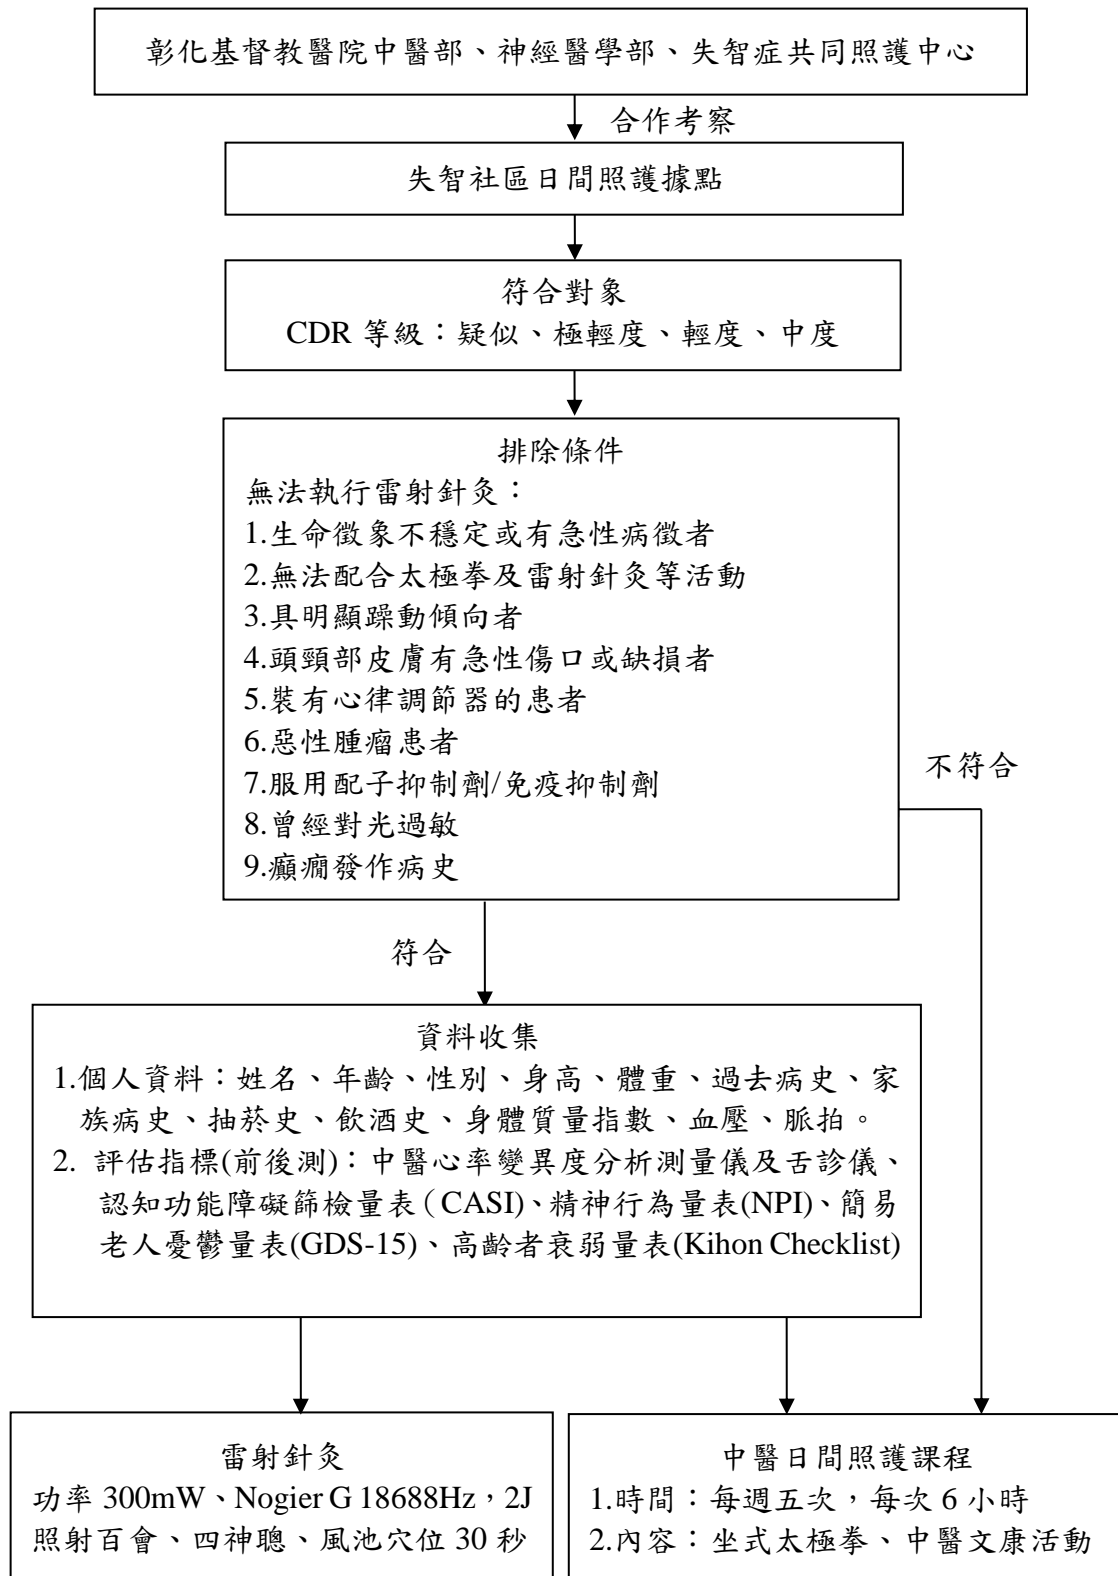 彰化基督教醫院中醫部、神經醫學部、失智症共同照護中心
合作考察
失智社區日間照護據點
符合對象
CDR 等級：疑似、極輕度、輕度、中度
排除條件
無法執行雷射針灸：
1.生命徵象不穩定或有急性病徵者
2.無法配合太極拳及雷射針灸等活動
3.具明顯躁動傾向者
4.頭頸部皮膚有急性傷口或缺損者
5.裝有心律調節器的患者
6.惡性腫瘤患者
7.服用配子抑制劑/免疫抑制劑
8.曾經對光過敏
9.癲癇發作病史
不符合
符合
資料收集
1.個人資料：姓名、年齡、性別、身高、體重、過去病史、家
族病史、抽菸史、飲酒史、身體質量指數、血壓、脈拍。
2. 評估指標(前後測)：中醫心率變異度分析測量儀及舌診儀、
認知功能障礙篩檢量表（CASI)、精神行為量表(NPI)、簡易
老人憂鬱量表(GDS-15)、高齡者衰弱量表(Kihon Checklist)
雷射針灸
功率 300mW、Nogier G 18688Hz，2J
照射百會、四神聰、風池穴位 30 秒
中醫日間照護課程
1.時間：每週五次，每次 6 小時
2.內容：坐式太極拳、中醫文康活動